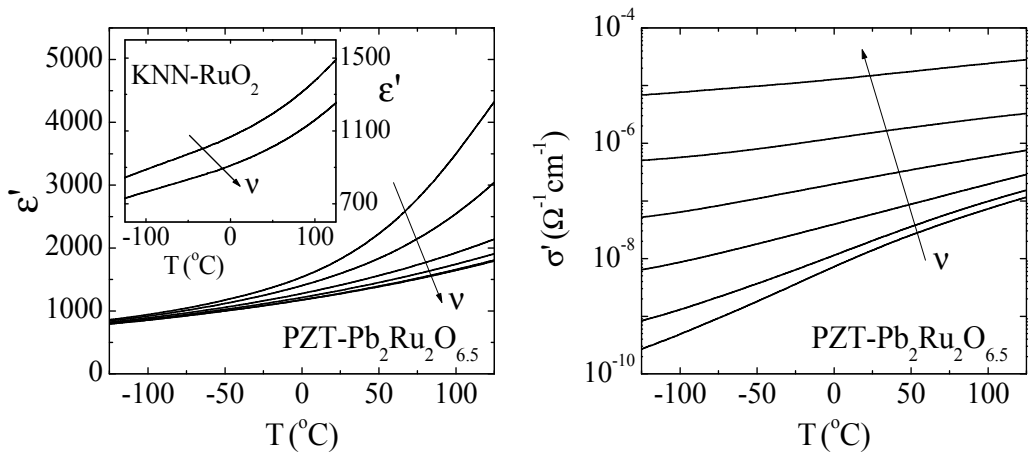 5500
5000
4000
3000
2000
1000
0
ε'
KNN-RuO₂
ε'
1500
1100
700
ν
-100 0 100
T (°C)
ν
PZT-Pb₂Ru₂O₆.₅
-100 -50 0 50 100
T (°C)
10⁻⁴
10⁻⁶
10⁻⁸
10⁻¹⁰
σ' (Ω⁻¹cm⁻¹)
ν
PZT-Pb₂Ru₂O₆.₅
-100 -50 0 50 100
T (°C)